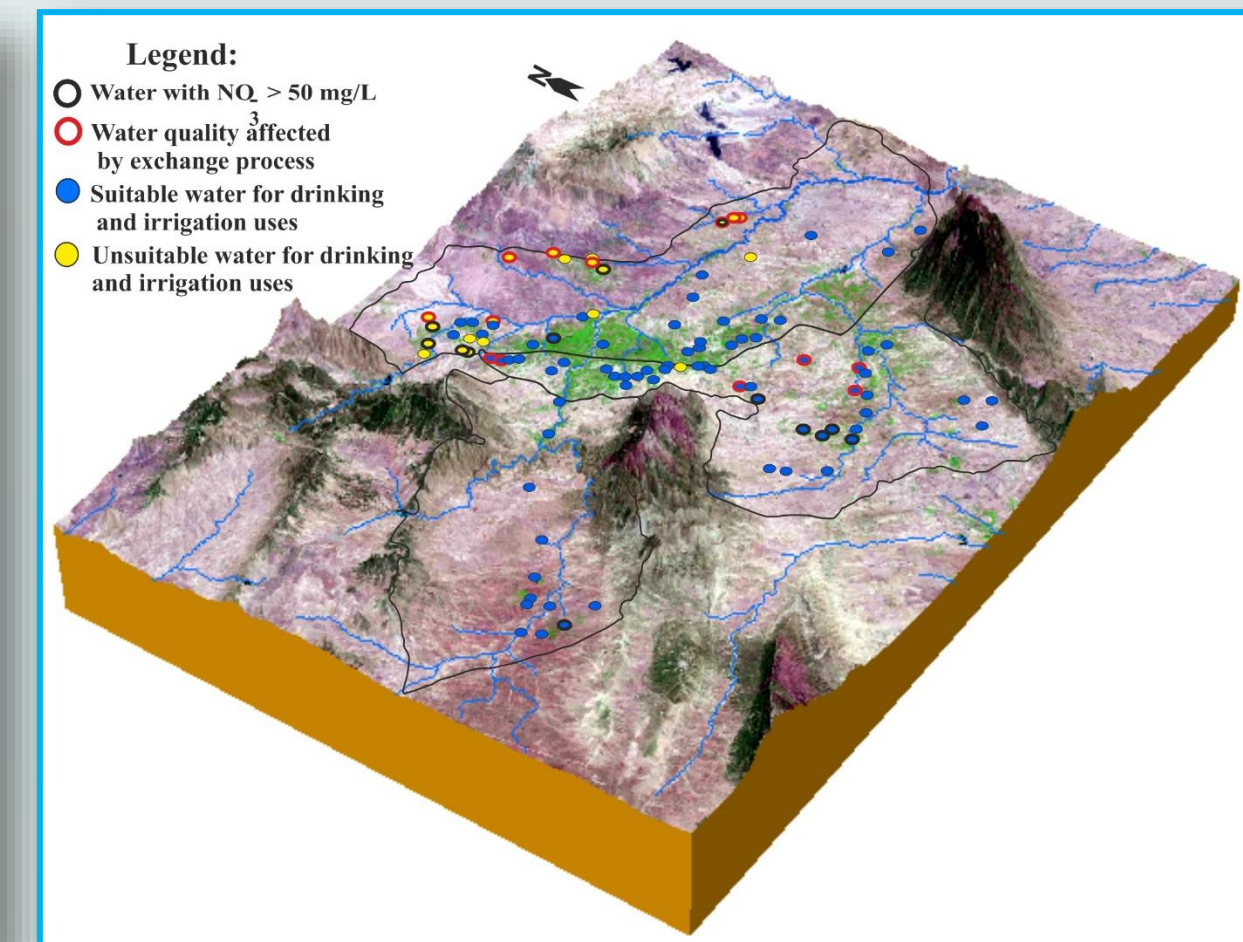 Legend:
Water with NO₃⁻ > 50 mg/L
Water quality affected
by exchange process
Suitable water for drinking
and irrigation uses
Unsuitable water for drinking
and irrigation uses
N